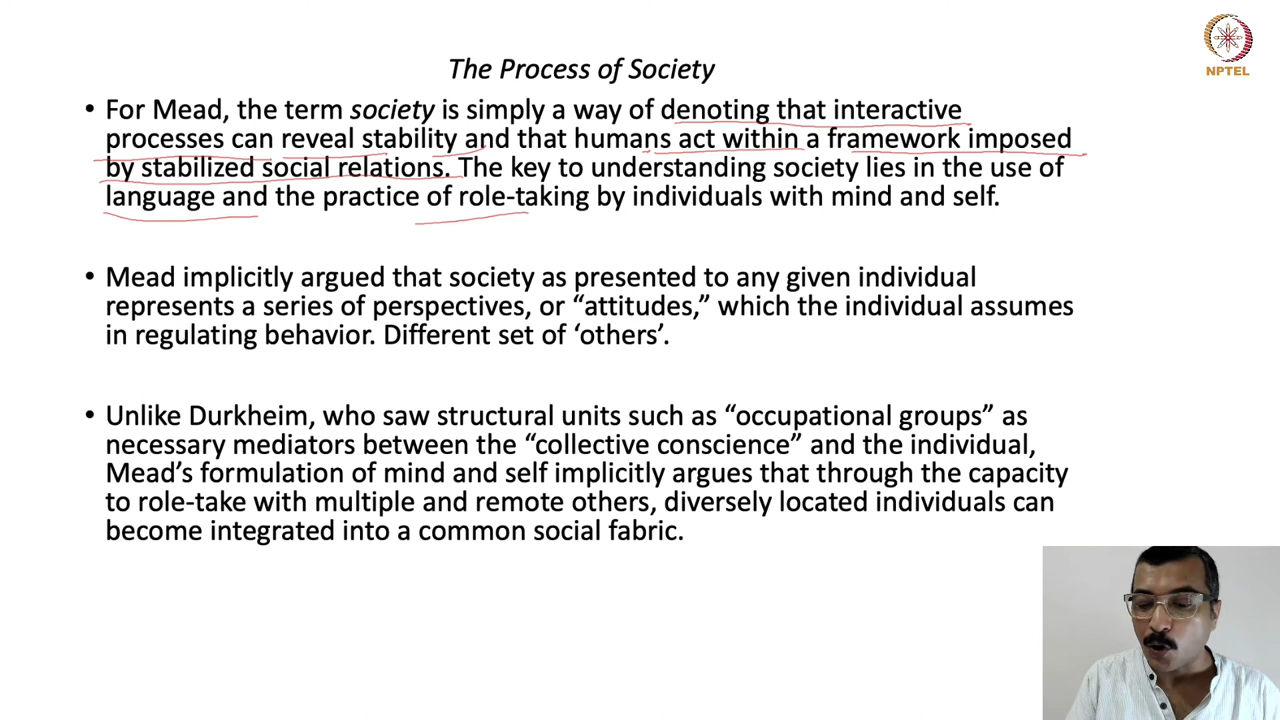 NPTEL
The Process of Society
• For Mead, the term society is simply a way of denoting that interactive
processes can reveal stability and that humans act within a framework imposed
by stabilized social relations. The key to understanding society lies in the use of
language and the practice of role-taking by individuals with mind and self.
• Mead implicitly argued that society as presented to any given individual
represents a series of perspectives, or “attitudes,” which the individual assumes
in regulating behavior. Different set of ‘others’.
• Unlike Durkheim, who saw structural units such as “occupational groups” as
necessary mediators between the “collective conscience” and the individual,
Mead’s formulation of mind and self implicitly argues that through the capacity
to role-take with multiple and remote others, diversely located individuals can
become integrated into a common social fabric.